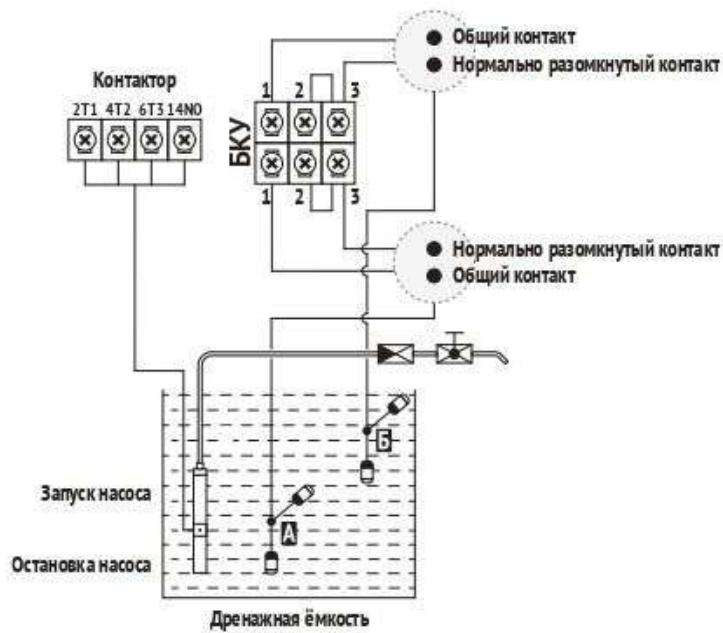 Общий контакт
Нормально разомкнутый контакт
Контактор
2T1 4T2 6T3 14NO
1 2 3
БКУ
1 2 3
Нормально разомкнутый контакт
Общий контакт
Б
Запуск насоса
А
Остановка насоса
Дренажная ёмкость